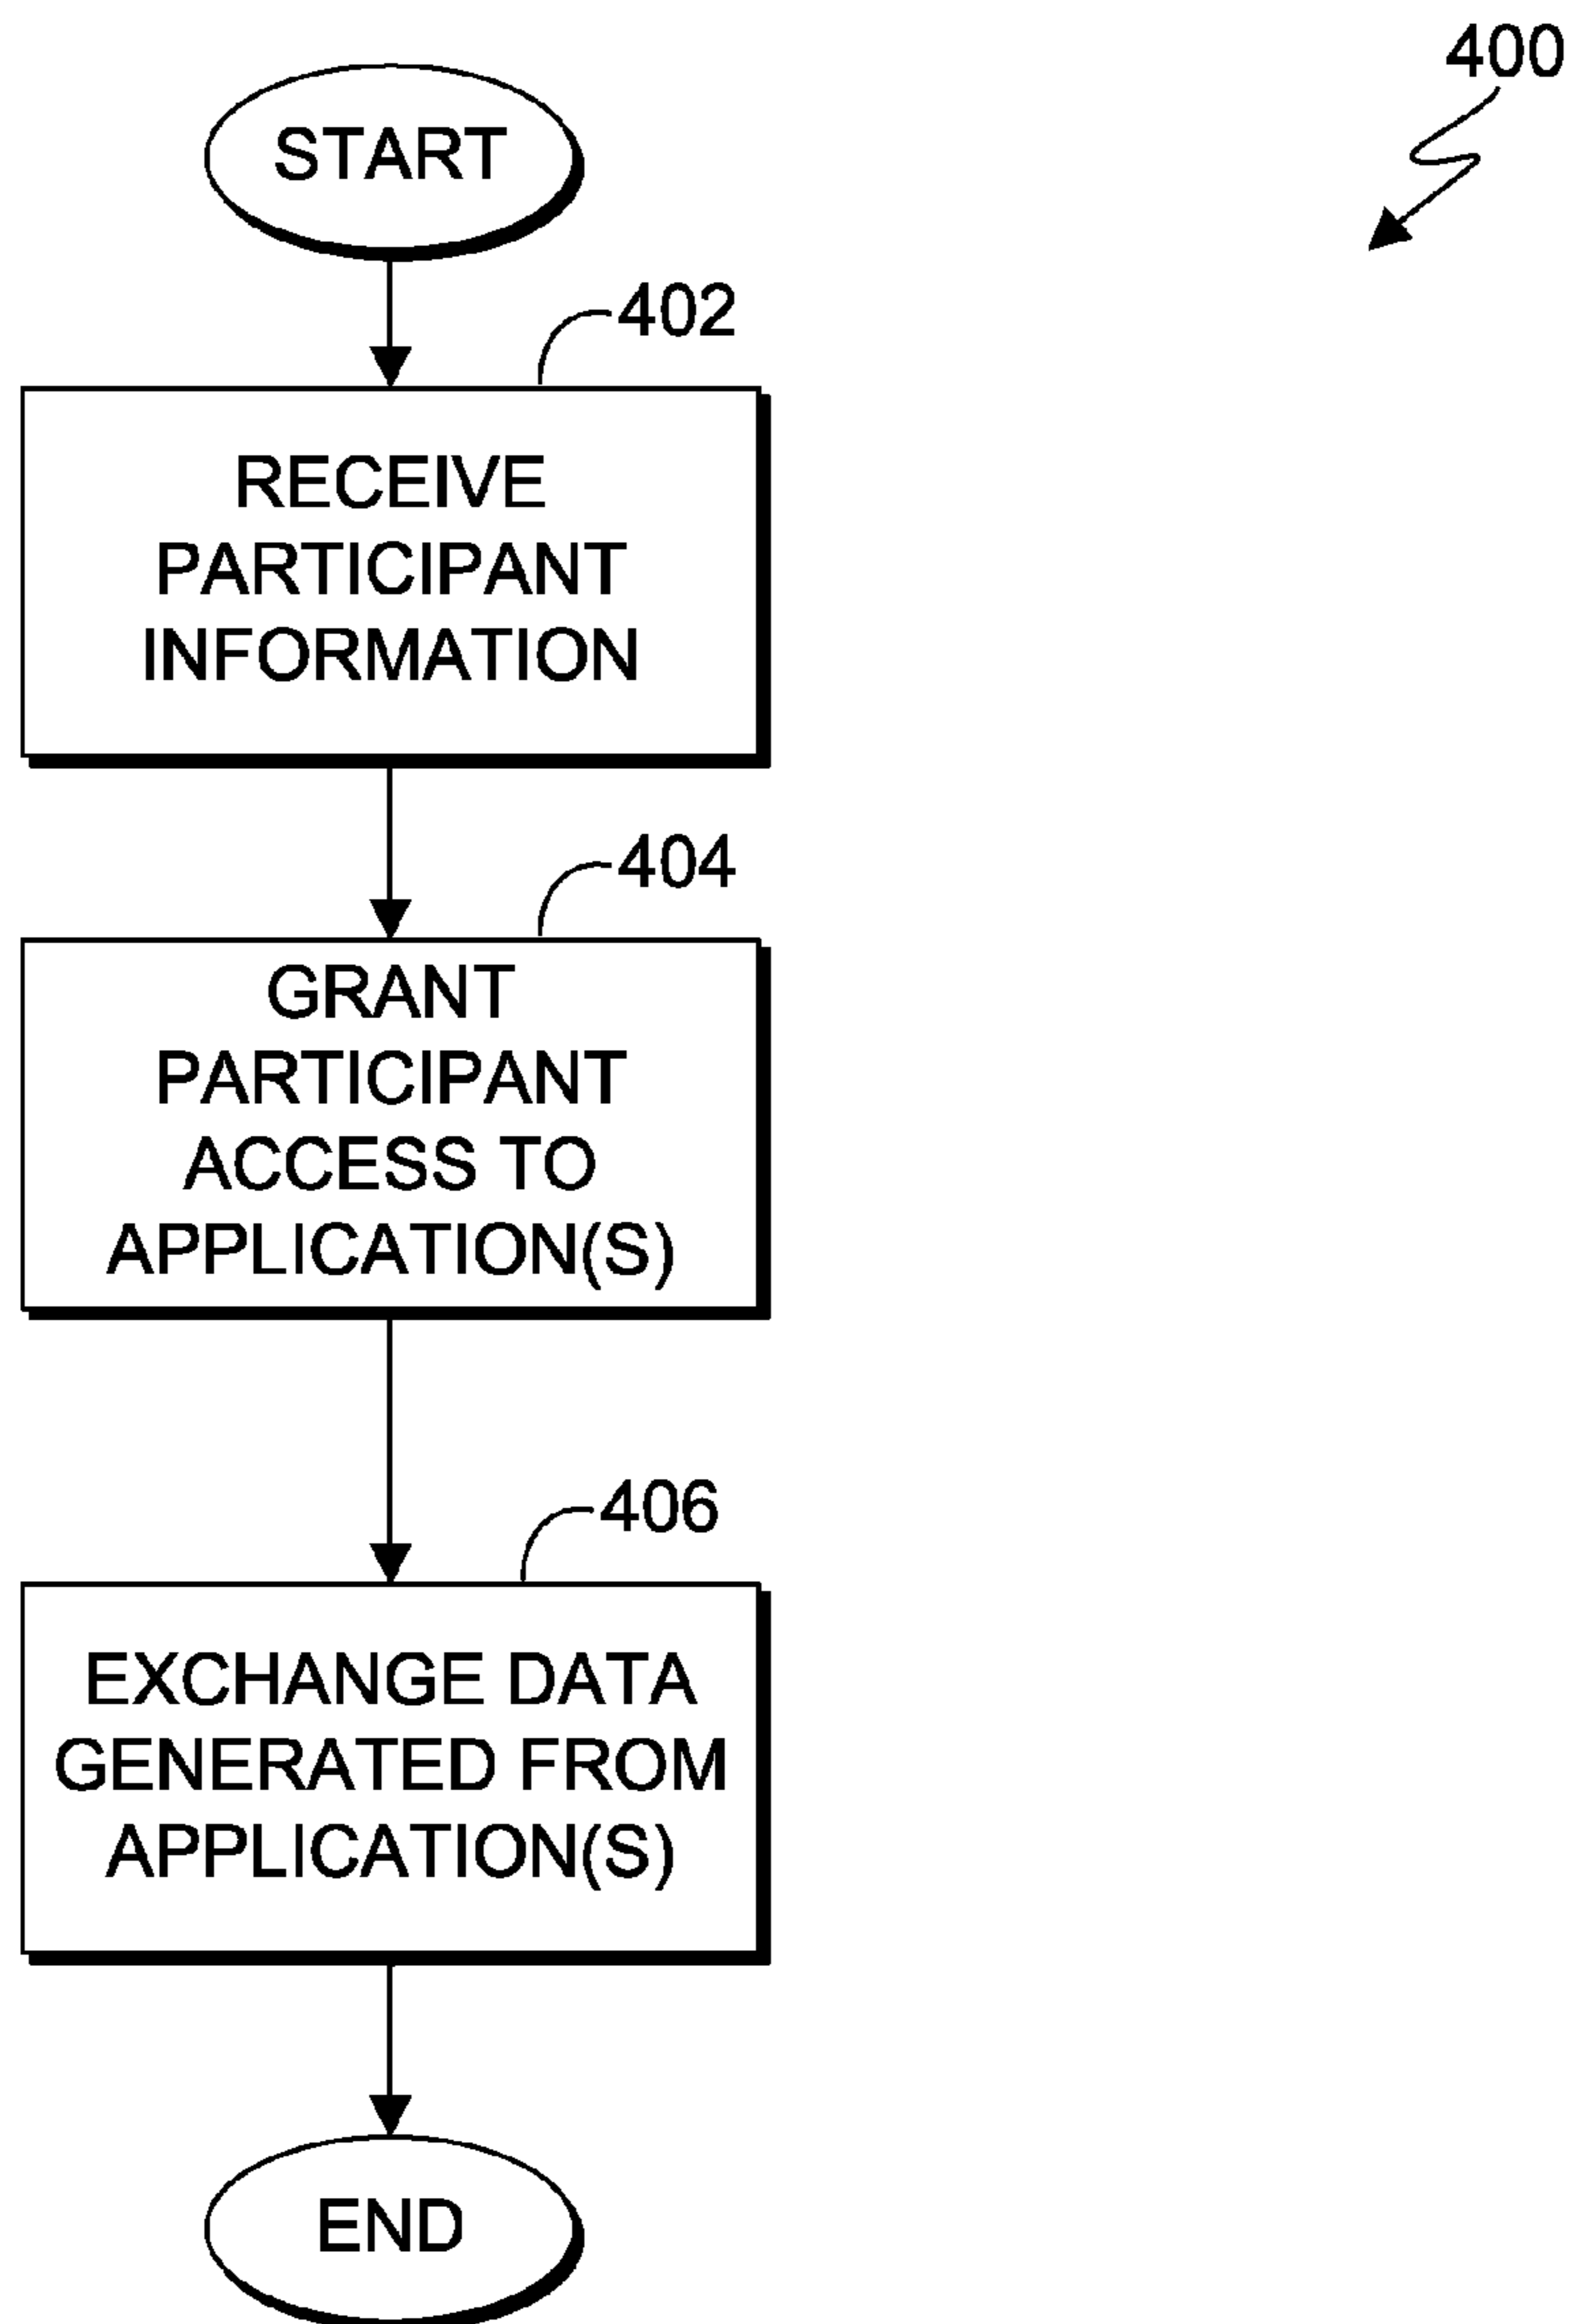 400
START
402
RECEIVE
PARTICIPANT
INFORMATION
404
GRANT
PARTICIPANT
ACCESS TO
APPLICATION(S)
406
EXCHANGE DATA
GENERATED FROM
APPLICATION(S)
END